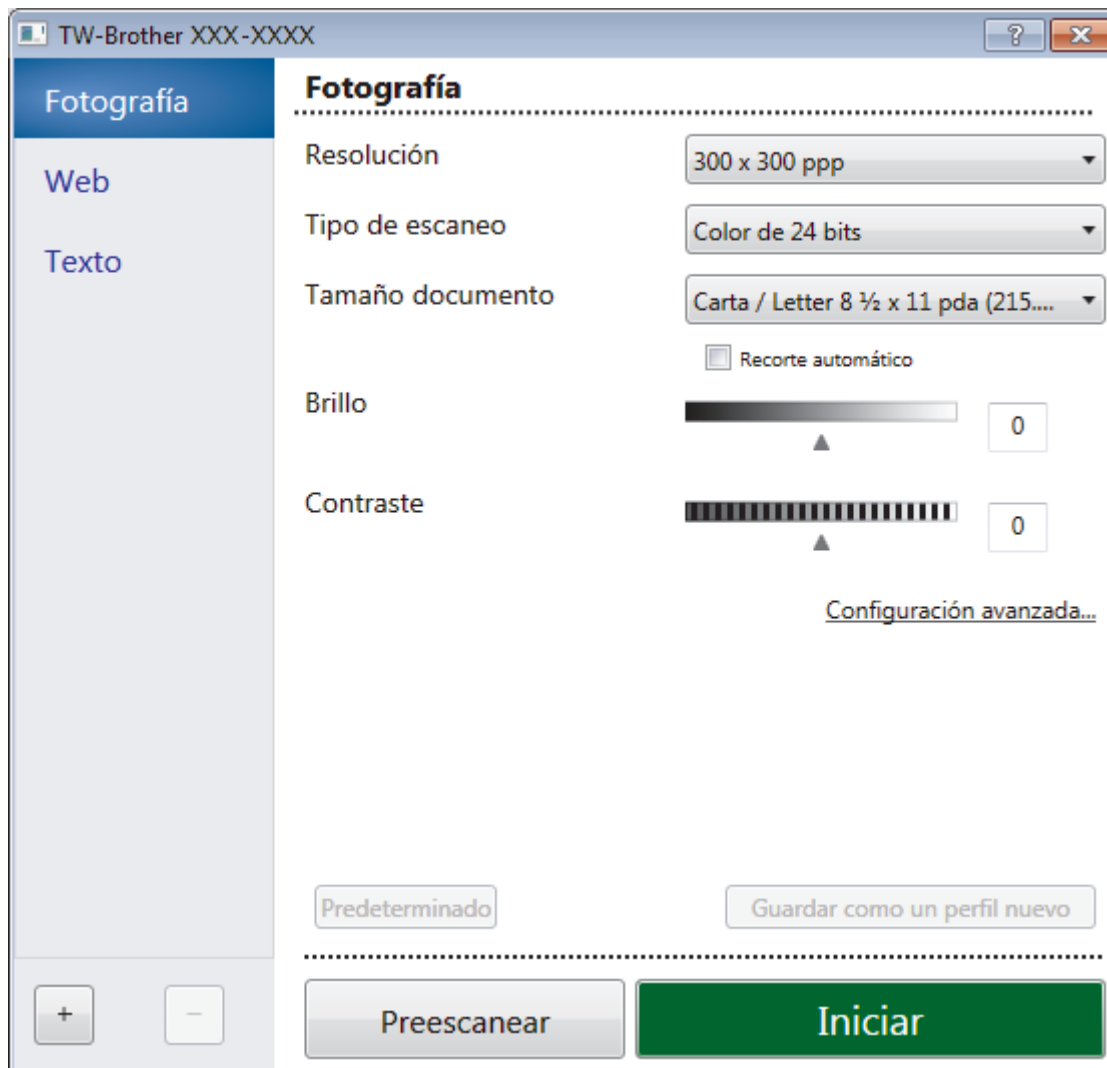 TW-Brother XXX-XXXX
?
Fotografía
Web
Texto
Fotografía
Resolución
300 x 300 ppp
Tipo de escaneo
Color de 24 bits
Tamaño documento
Carta / Letter 8 ½ x 11 pda (215....
Recorte automático
Brillo
0
Contraste
0
Configuración avanzada...
Predeterminado
Guardar como un perfil nuevo
+
−
Preescanear
Iniciar